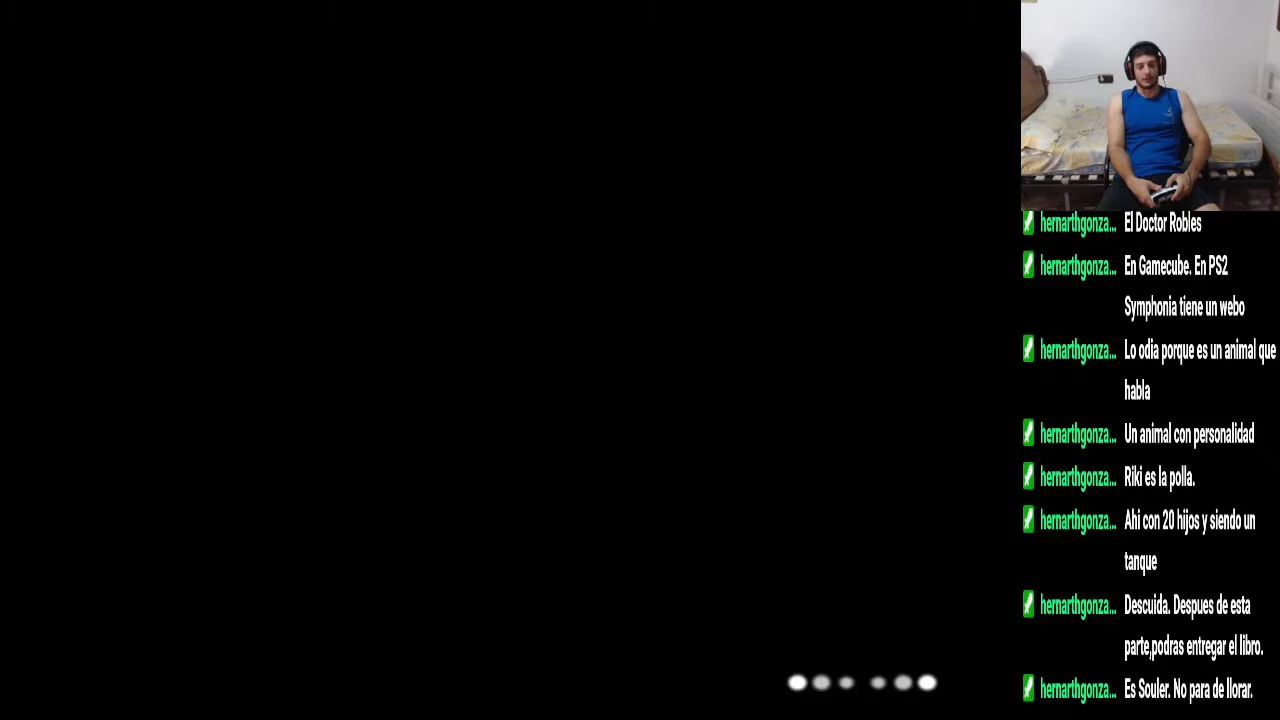 hernarthgonza... El Doctor Robles
hernarthgonza... En Gamecube. En PS2
Symphonia tiene un webo
hernarthgonza... Lo odia porque es un animal que
habla
hernarthgonza... Un animal con personalidad
hernarthgonza... Riki es la polla.
hernarthgonza... Ahi con 20 hijos y siendo un
tanque
hernarthgonza... Descuida. Despues de esta
parte,podras entregar el libro.
hernarthgonza... Es Souler. No para de llorar.